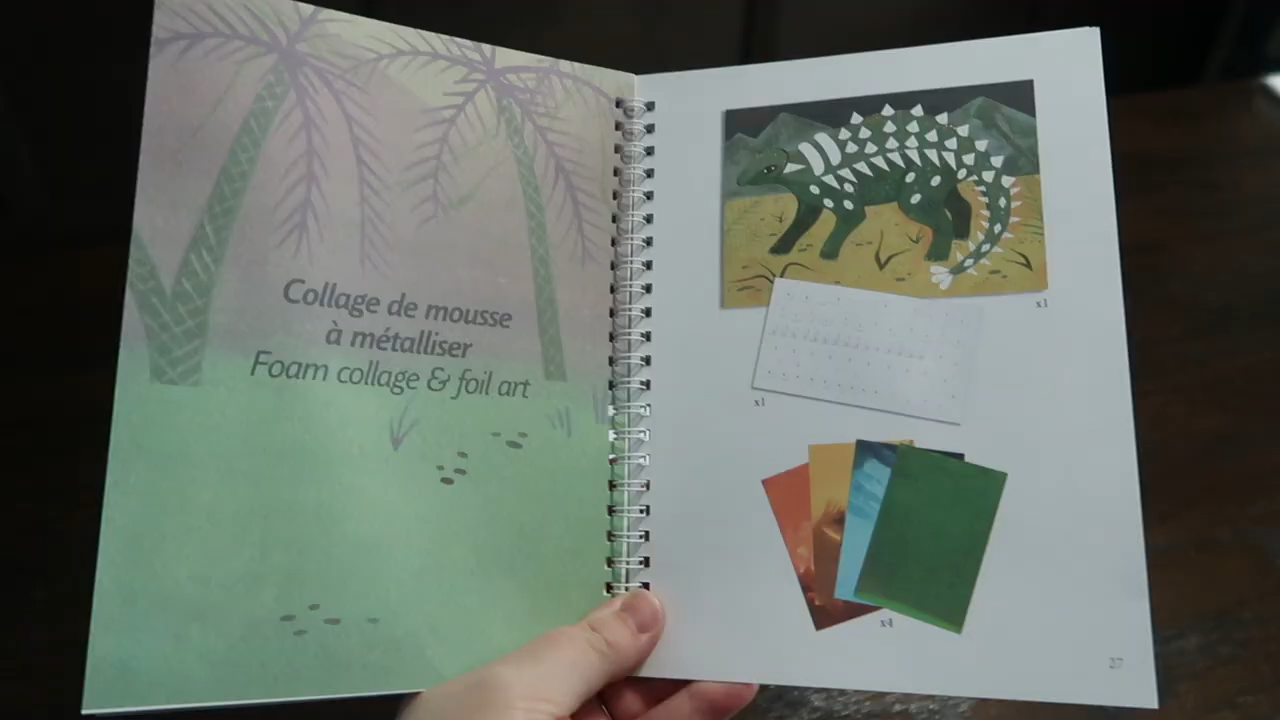 Collage de mousse
à métalliser
Foam collage & foil art
x1
x1
x4
27